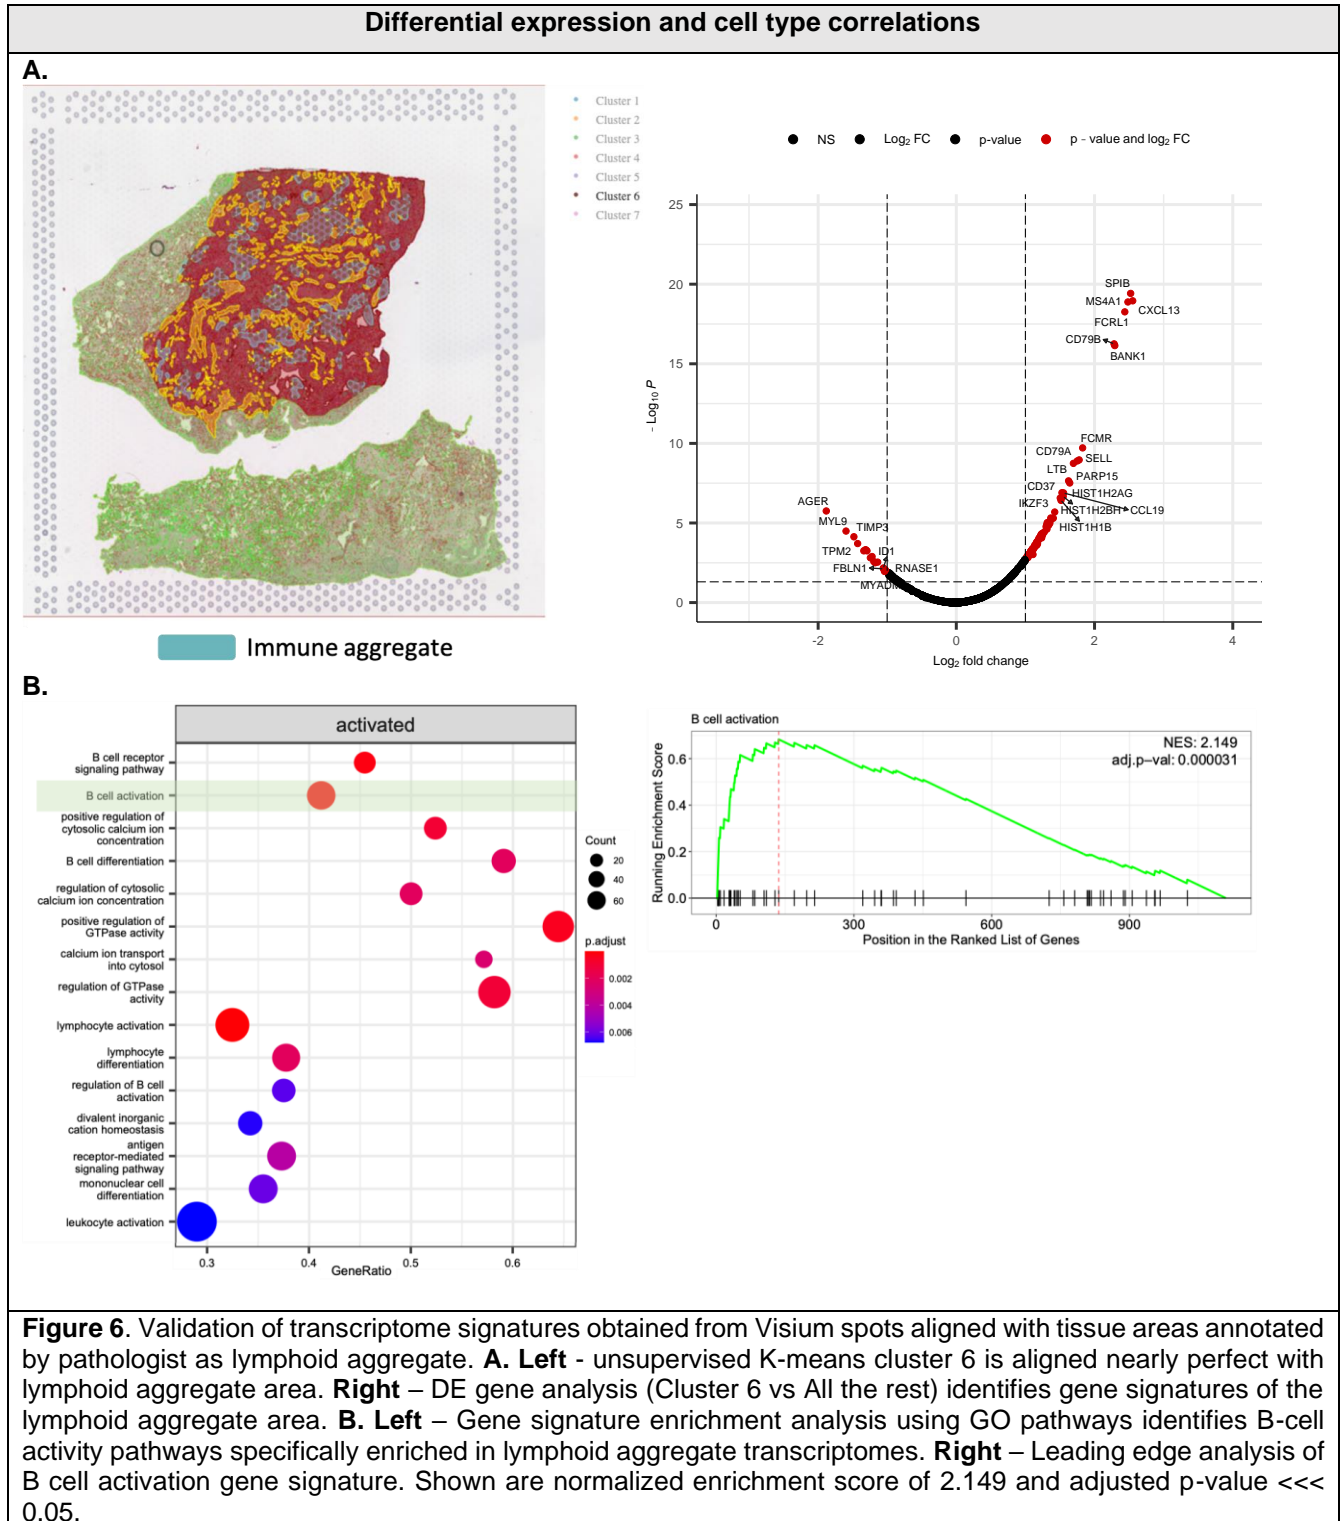 Differential expression and cell type correlations
A.
Cluster 1
Cluster 2
Cluster 3
Cluster 4
Cluster 5
Cluster 6
Cluster 7
Immune aggregate
NS Log2 FC p-value p - value and log2 FC
25
20
15
10
5
0
- Log10 P
SPIB
MS4A1
CXCL13
FCRL1
CD79B
BANK1
FCMR
CD79A
SELL
LTB
PARP15
CD37
HIST1H2AG
IKZF3
HIST1H2BH
CCL19
HIST1H1B
AGER
MYL9
TIMP3
TPM2
ID1
FBLN1
RNASE1
-2 0 2 4
Log2 fold change
B.
activated
B cell receptor
signaling pathway
B cell activation
positive regulation of
cytosolic calcium ion
concentration
B cell differentiation
regulation of cytosolic
calcium ion concentration
positive regulation of
GTPase activity
calcium ion transport
into cytosol
regulation of GTPase
activity
lymphocyte activation
lymphocyte
differentiation
regulation of B cell
activation
divalent inorganic
cation homeostasis
antigen
receptor-mediated
signaling pathway
mononuclear cell
differentiation
leukocyte activation
0.3 0.4 0.5 0.6
GeneRatio
Count
20
40
60
p.adjust
0.002
0.004
0.006
B cell activation
NES: 2.149
adj.p–val: 0.000031
Running Enrichment Score
0.6
0.4
0.2
0.0
0 300 600 900
Position in the Ranked List of Genes
Figure 6. Validation of transcriptome signatures obtained from Visium spots aligned with tissue areas annotated
by pathologist as lymphoid aggregate. A. Left - unsupervised K-means cluster 6 is aligned nearly perfect with
lymphoid aggregate area. Right – DE gene analysis (Cluster 6 vs All the rest) identifies gene signatures of the
lymphoid aggregate area. B. Left – Gene signature enrichment analysis using GO pathways identifies B-cell
activity pathways specifically enriched in lymphoid aggregate transcriptomes. Right – Leading edge analysis of
B cell activation gene signature. Shown are normalized enrichment score of 2.149 and adjusted p-value <<<
0.05.